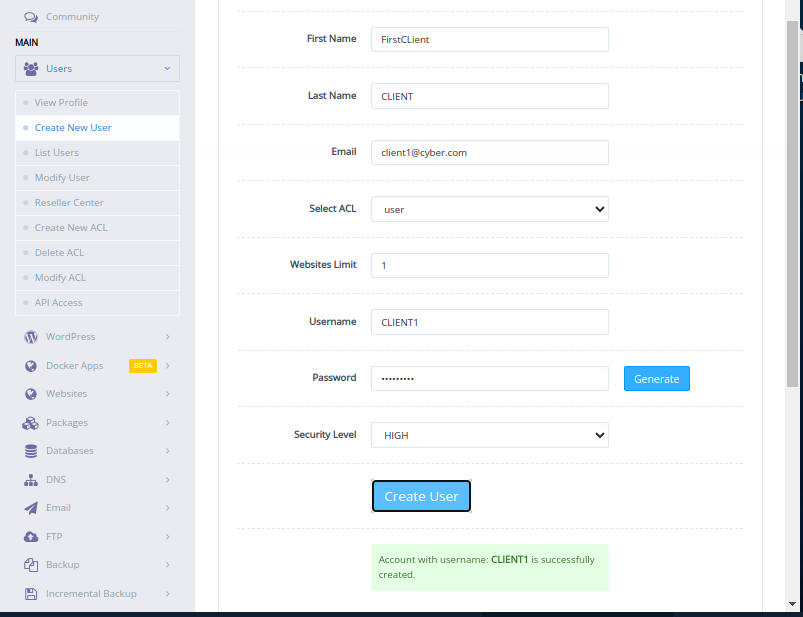 Community
MAIN
Users
View Profile
Create New User
List Users
Modify User
Reseller Center
Create New ACL
Delete ACL
Modify ACL
API Access
WordPress
Docker Apps BETA
Websites
Packages
Databases
DNS
Email
FTP
Backup
Incremental Backup
First Name FirstCLient
Last Name CLIENT
Email client1@cyber.com
Select ACL user
Websites Limit 1
Username CLIENT1
Password •••••••••
Generate
Security Level HIGH
Create User
Account with username: CLIENT1 is successfully
created.